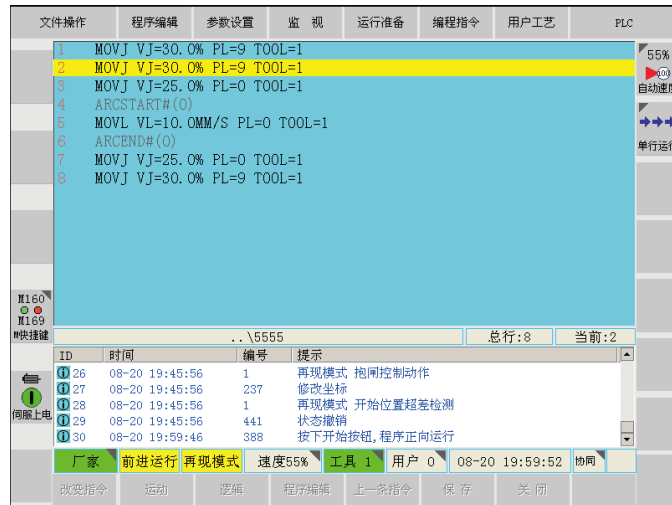 文件操作 程序编辑 参数设置 监 视 运行准备 编程指令 用户工艺 PLC
1 MOVJ VJ=30.0% PL=9 TOOL=1
2 MOVJ VJ=30.0% PL=9 TOOL=1
3 MOVJ VJ=25.0% PL=0 TOOL=1
4 ARCSTART#(0)
5 MOVL VL=10.0MM/S PL=0 TOOL=1
6 ARCEND#(0)
7 MOVJ VJ=25.0% PL=0 TOOL=1
8 MOVJ VJ=30.0% PL=9 TOOL=1
55%
100
自动速度
单行运行
M160
M169
M快捷键
伺服上电
..\5555 总行:8 当前:2
ID 时间 编号 提示
26 08-20 19:45:56 1 再现模式 抱闸控制动作
27 08-20 19:45:56 237 修改坐标
28 08-20 19:45:56 1 再现模式 开始位置超差检测
29 08-20 19:45:56 441 状态撤销
30 08-20 19:59:46 388 按下开始按钮,程序正向运行
厂家 前进运行 再现模式 速度55% 工具 1 用户 0 08-20 19:59:52 协同
改变指令 运动 逻辑 程序编辑 上一条指令 保 存 关 闭